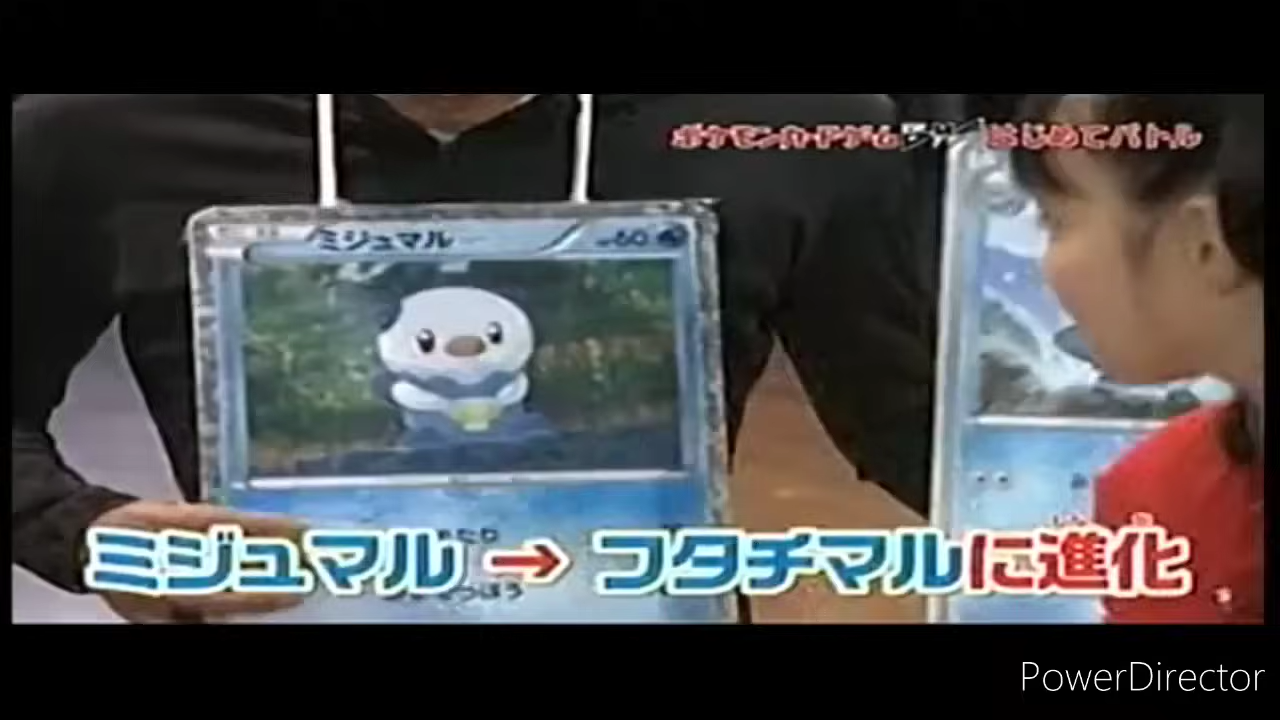 ポケモンカードゲームBW はじめてバトル
ミジュマル
HP60
ミジュマル → フタチマルに進化
PowerDirector